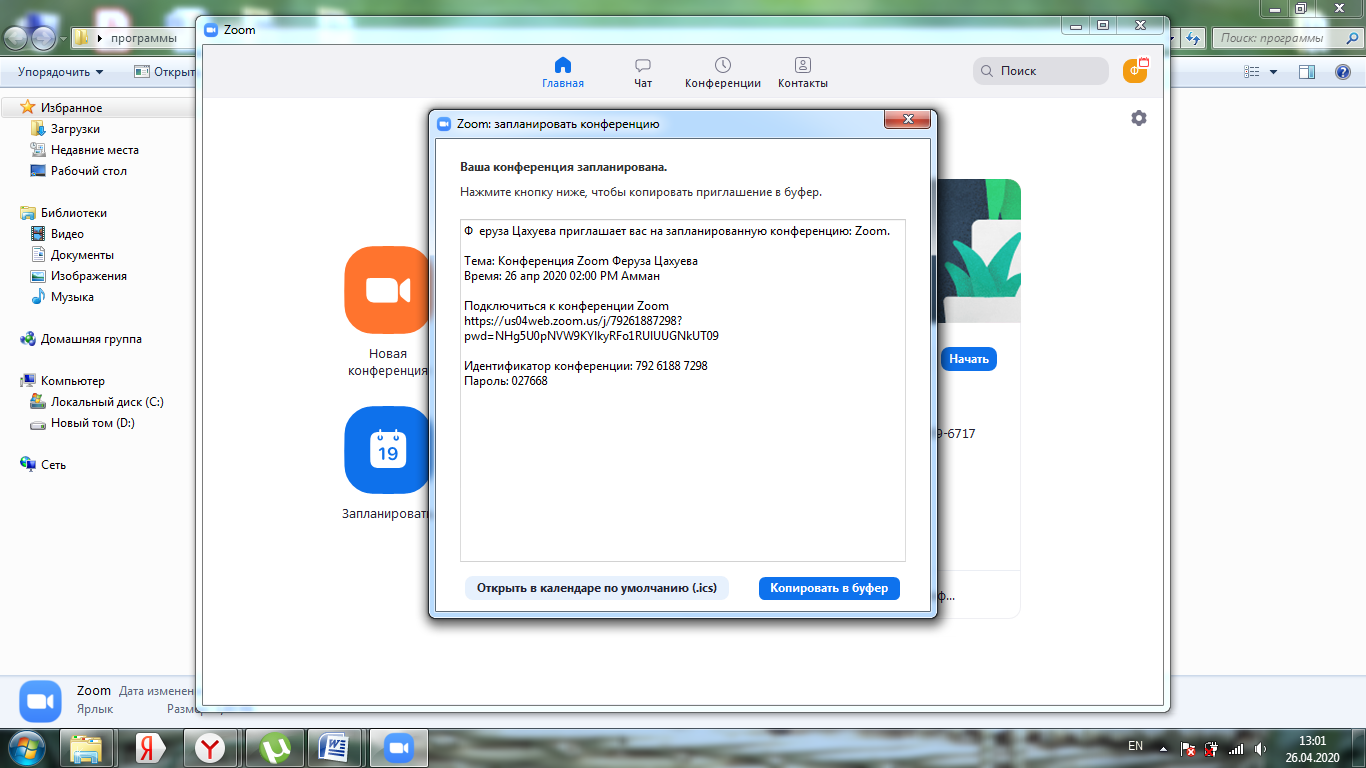 Zoom
программы
Поиск: программы
Упорядочить
Открыт
Главная
Чат
Конференции
Контакты
Поиск
Ф
Избранное
Загрузки
Недавние места
Рабочий стол
Библиотеки
Видео
Документы
Изображения
Музыка
Домашняя группа
Компьютер
Локальный диск (C:)
Новый том (D:)
Сеть
Новая
конференция
19
Запланировать
Zoom: запланировать конференцию
Ваша конференция запланирована.
Нажмите кнопку ниже, чтобы копировать приглашение в буфер.
Ф еруза Цахуева приглашает вас на запланированную конференцию: Zoom.
Тема: Конференция Zoom Феруза Цахуева
Время: 26 апр 2020 02:00 PM Амман
Подключиться к конференции Zoom
https://us04web.zoom.us/j/79261887298?
pwd=NHg5U0pNVW9KYlkyRFo1RUlUUGNkUT09
Идентификатор конференции: 792 6188 7298
Пароль: 027668
Открыть в календаре по умолчанию (.ics)
Копировать в буфер
Начать
9-6717
ф...
Zoom Дата изменен
Ярлык
EN
13:01
26.04.2020